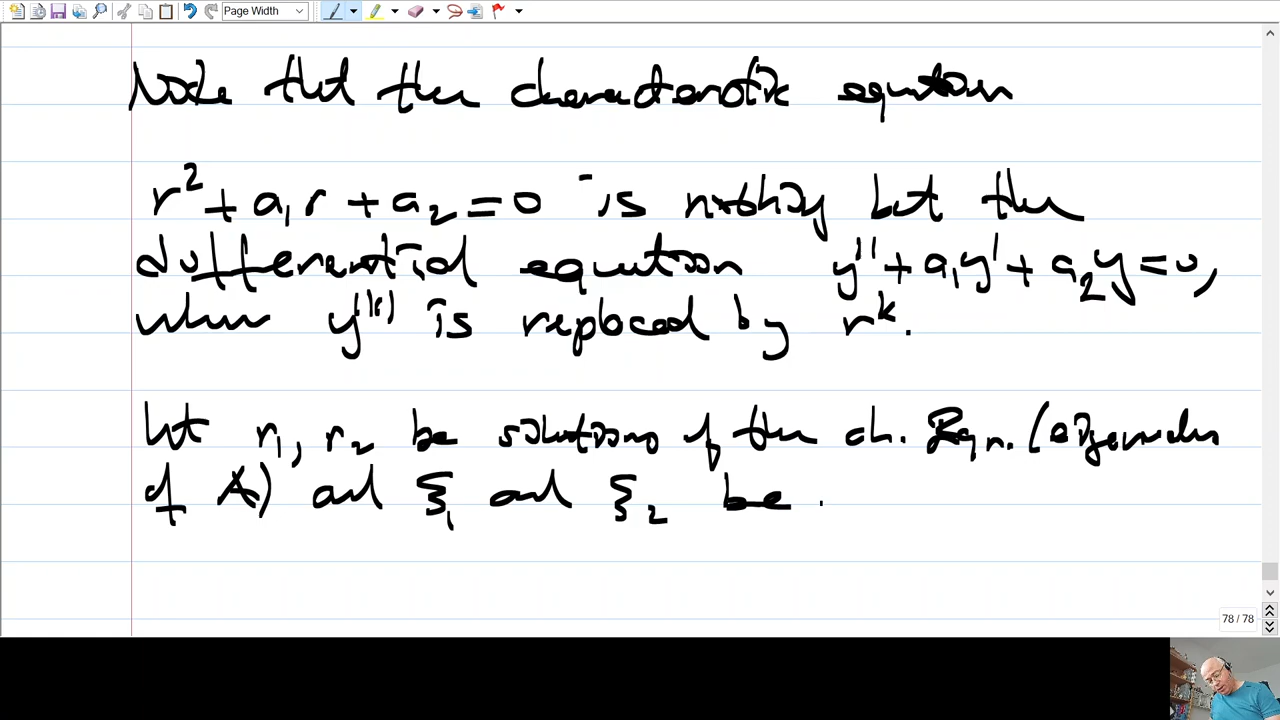 Page Width
Note that the characteristic equation
r² + a₁r + a₂ = 0 is nothing but the
differential equation y'' + a₁y' + a₂y = 0,
when y⁽ᵏ⁾ is replaced by rᵏ.
Let r₁, r₂ be solutions of the ch. Eqn. (eigenvalues
of A) and ξ₁ and ξ₂ be
78 / 78